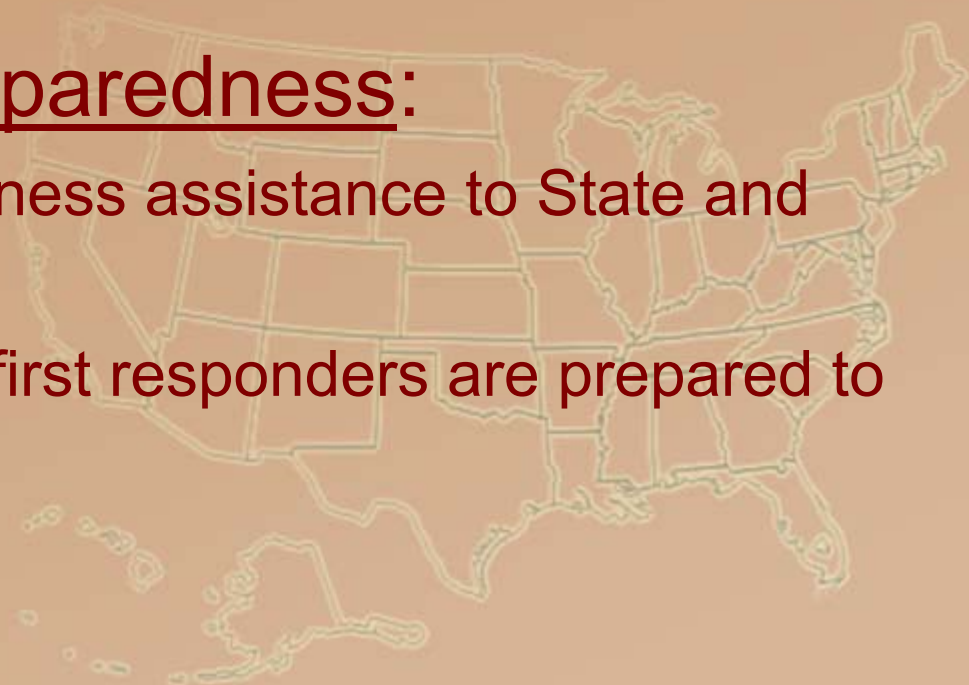 paredness:
ness assistance to State and
first responders are prepared to